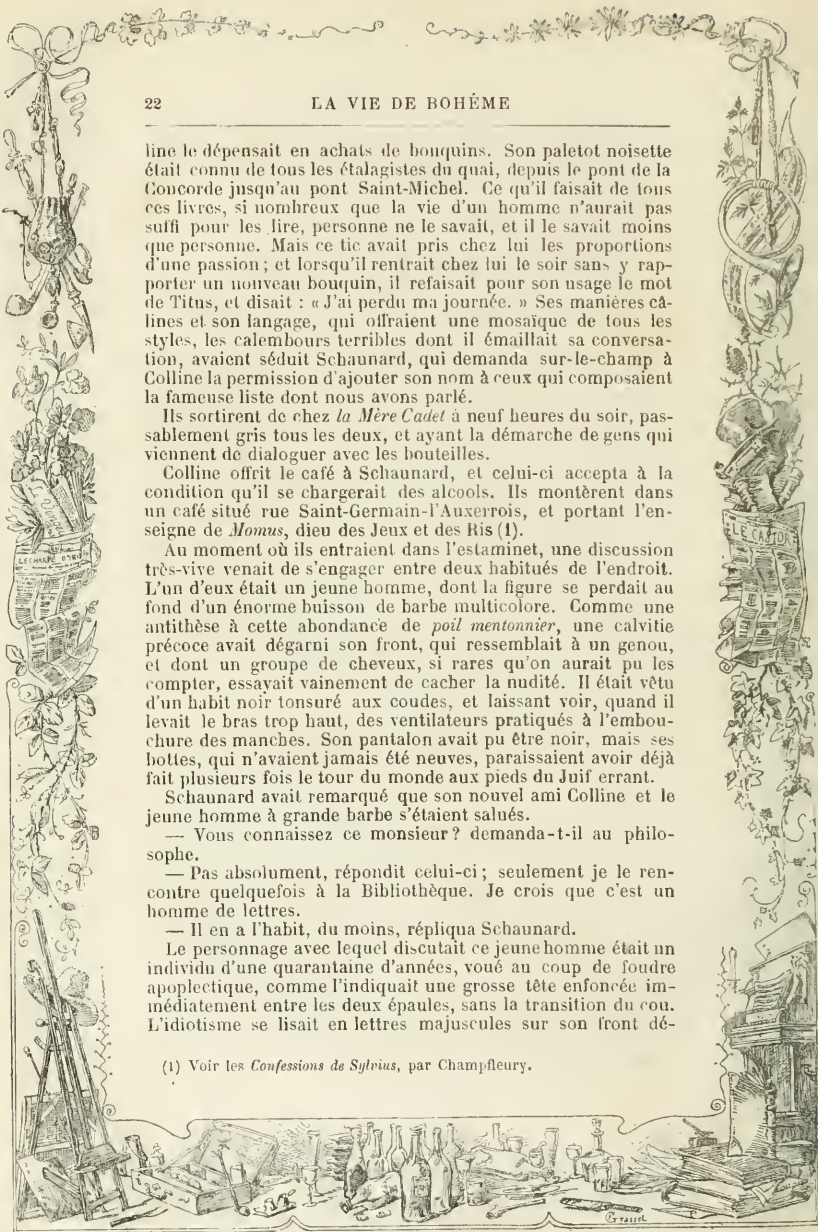 22 LA VIE DE BOHÊME
line le dépensait en achats de bouquins. Son paletot noisette
était connu de tous les étalagistes du quai, depuis le pont de la
Concorde jusqu'au pont Saint-Michel. Ce qu'il faisait de tous
ces livres, si nombreux que la vie d'un homme n'aurait pas
suffi pour les lire, personne ne le savait, et il le savait moins
que personne. Mais ce tic avait pris chez lui les proportions
d'une passion ; et lorsqu'il rentrait chez lui le soir sans y rap-
porter un nouveau bouquin, il refaisait pour son usage le mot
de Titus, et disait : « J'ai perdu ma journée. » Ses manières câ-
lines et son langage, qui offraient une mosaïque de tous les
styles, les calembours terribles dont il émaillait sa conversa-
tion, avaient séduit Schaunard, qui demanda sur-le-champ à
Colline la permission d'ajouter son nom à ceux qui composaient
la fameuse liste dont nous avons parlé.
Ils sortirent de chez la Mère Cadet à neuf heures du soir, pas-
sablement gris tous les deux, et ayant la démarche de gens qui
viennent de dialoguer avec les bouteilles.
Colline offrit le café à Schaunard, et celui-ci accepta à la
condition qu'il se chargerait des alcools. Ils montèrent dans
un café situé rue Saint-Germain-l'Auxerrois, et portant l'en-
seigne de Momus, dieu des Jeux et des Ris (1).
Au moment où ils entraient dans l'estaminet, une discussion
très-vive venait de s'engager entre deux habitués de l'endroit.
L'un d'eux était un jeune homme, dont la figure se perdait au
fond d'un énorme buisson de barbe multicolore. Comme une
antithèse à cette abondance de poil mentonnier, une calvitie
précoce avait dégarni son front, qui ressemblait à un genou,
et dont un groupe de cheveux, si rares qu'on aurait pu les
compter, essayait vainement de cacher la nudité. Il était vêtu
d'un habit noir tonsuré aux coudes, et laissant voir, quand il
levait le bras trop haut, des ventilateurs pratiqués à l'embou-
chure des manches. Son pantalon avait pu être noir, mais ses
bottes, qui n'avaient jamais été neuves, paraissaient avoir déjà
fait plusieurs fois le tour du monde aux pieds du Juif errant.
Schaunard avait remarqué que son nouvel ami Colline et le
jeune homme à grande barbe s'étaient salués.
— Vous connaissez ce monsieur ? demanda-t-il au philo-
sophe.
— Pas absolument, répondit celui-ci ; seulement je le ren-
contre quelquefois à la Bibliothèque. Je crois que c'est un
homme de lettres.
— Il en a l'habit, du moins, répliqua Schaunard.
Le personnage avec lequel discutait ce jeune homme était un
individu d'une quarantaine d'années, voué au coup de foudre
apoplectique, comme l'indiquait une grosse tête enfoncée im-
médiatement entre les deux épaules, sans la transition du cou.
L'idiotisme se lisait en lettres majuscules sur son front dé-
(1) Voir les Confessions de Sylvius, par Champfleury.
LE CASTOR